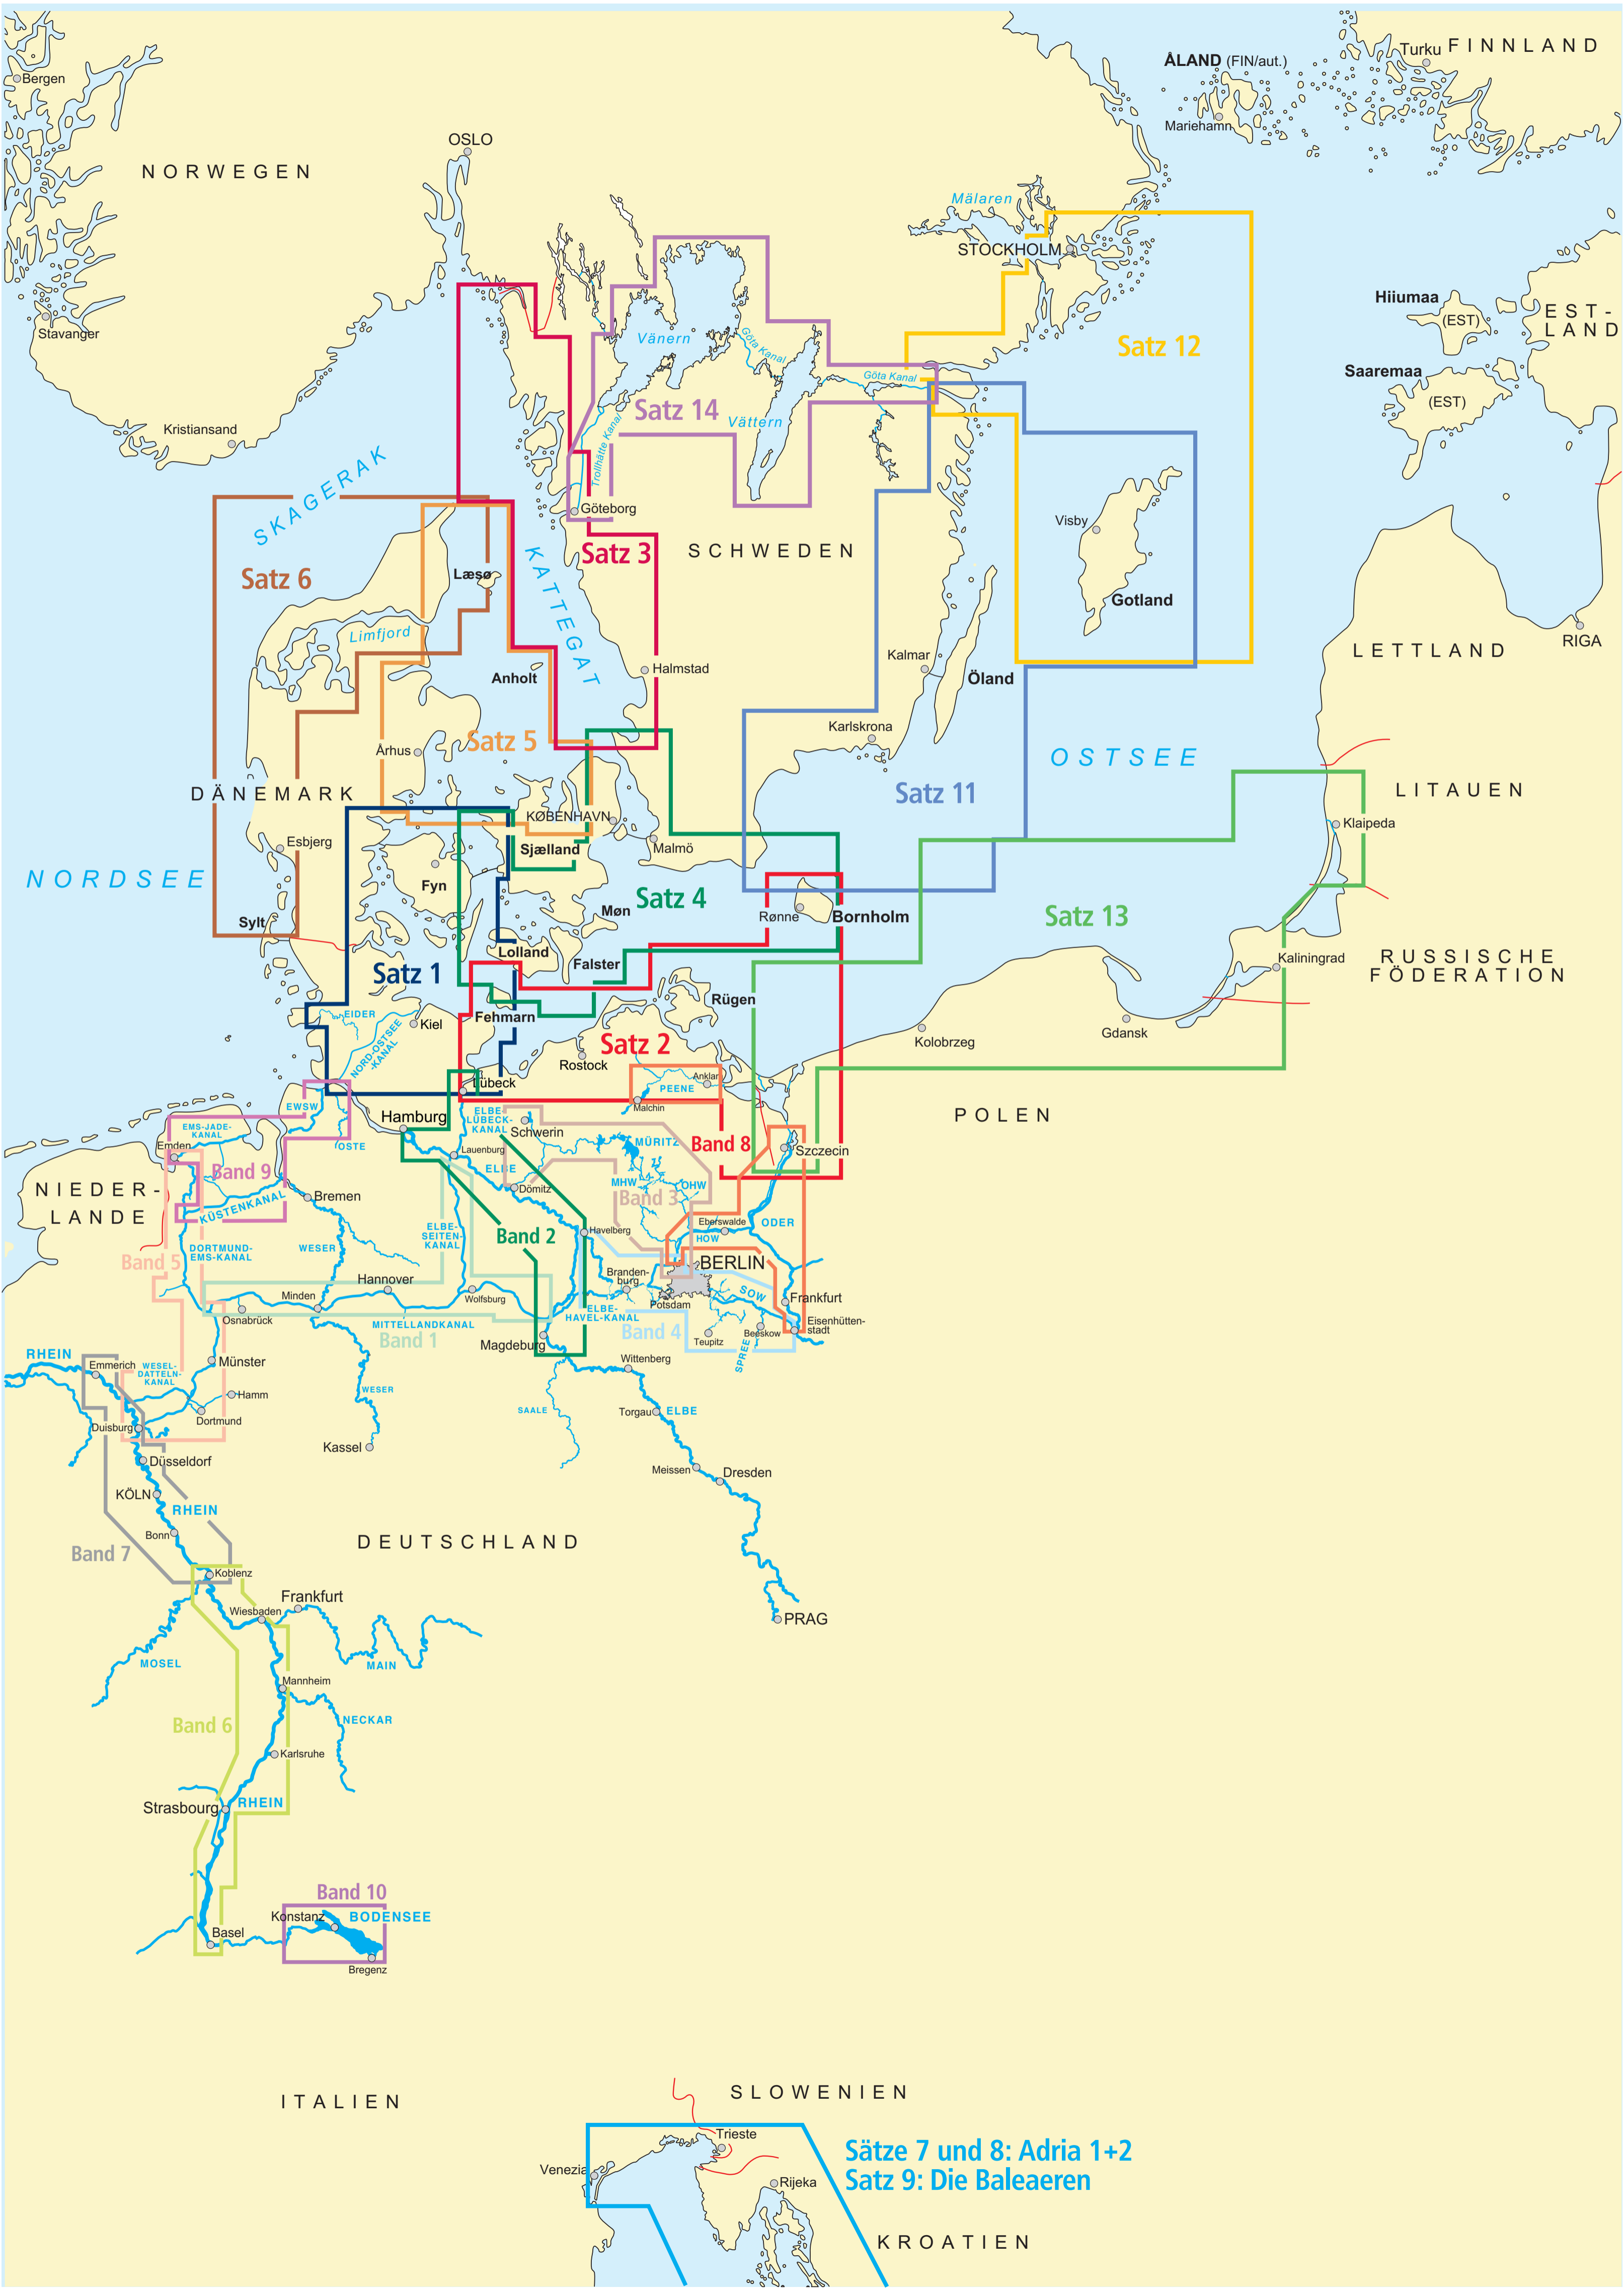 Bergen
NORWEGEN
OSLO
ÅLAND (FIN/aut.)
Mariehamn
Turku
FINNLAND
Mälaren
STOCKHOLM
Stavanger
Hiiumaa
(EST)
EST-
LAND
Saaremaa
(EST)
Satz 12
Vänern
Göta Kanal
Göta Kanal
Satz 14
Vättern
Trollhätte Kanal
Kristiansand
SKAGERAK
Göteborg
Visby
Satz 3
SCHWEDEN
KATTEGAT
Satz 6
Læsø
Gotland
Limfjord
RIGA
LETTLAND
Kalmar
Halmstad
Anholt
Öland
Karlskrona
Satz 5
Århus
OSTSEE
DÄNEMARK
Satz 11
LITAUEN
KØBENHAVN
Klaipeda
Esbjerg
Sjælland
Malmö
NORDSEE
Fyn
Satz 4
Møn
Rønne
Bornholm
Satz 13
Sylt
Lolland
Falster
Kaliningrad
RUSSISCHE
FÖDERATION
Satz 1
Rügen
EIDER
Kiel
Fehmarn
NORD-OSTSEE
-KANAL
Kolobrzeg
Gdansk
Satz 2
Rostock
Anklar
PEENE
Malchin
Lübeck
EWSW
Hamburg
ELBE-
LÜBECK-
KANAL
Schwerin
POLEN
EMS-JADE-
KANAL
Emden
OSTE
Lauenburg
MÜRITZ
Band 8
Szczecin
Band 9
ELBE
Dömitz
MHW
OHW
Band 3
NIEDER-
LANDE
Bremen
KÜSTENKANAL
Eberswalde
ODER
HOW
ELBE-
SEITEN-
KANAL
Band 2
Havelberg
DORTMUND-
EMS-KANAL
WESER
Band 5
BERLIN
Hannover
Branden-
burg
Minden
Wolfsburg
Potsdam
SOW
Frankfurt
Osnabrück
MITTELLANDKANAL
ELBE-
HAVEL-KANAL
Band 4
Eisenhütten-
stadt
Band 1
Magdeburg
Teupitz
Beeskow
SPREE
RHEIN
Emmerich
WESEL-
DATTELN-
KANAL
Münster
Wittenberg
WESER
Hamm
SAALE
Torgau
ELBE
Duisburg
Dortmund
Kassel
Düsseldorf
Meissen
Dresden
KÖLN
RHEIN
Bonn
DEUTSCHLAND
Band 7
Koblenz
Frankfurt
Wiesbaden
PRAG
MOSEL
MAIN
Mannheim
Band 6
NECKAR
Karlsruhe
Strasbourg
RHEIN
Band 10
Konstanz
BODENSEE
Basel
Bregenz
ITALIEN
SLOWENIEN
Trieste
Sätze 7 und 8: Adria 1+2
Venezia
Satz 9: Die Baleaeren
Rijeka
KROATIEN